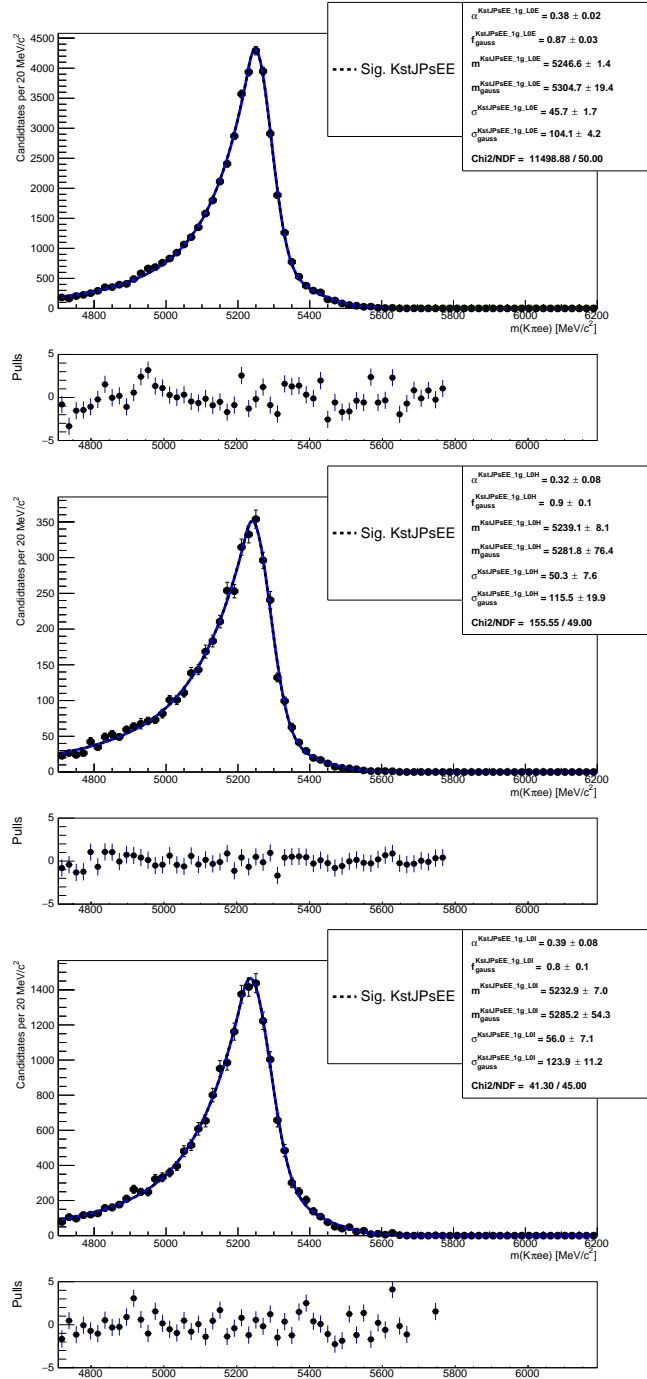 α^KstJPsEE_1g_L0E = 0.38 ± 0.02
f_gauss^KstJPsEE_1g_L0E = 0.87 ± 0.03
m^KstJPsEE_1g_L0E = 5246.6 ± 1.4
m_gauss^KstJPsEE_1g_L0E = 5304.7 ± 19.4
σ^KstJPsEE_1g_L0E = 45.7 ± 1.7
σ_gauss^KstJPsEE_1g_L0E = 104.1 ± 4.2
Chi2/NDF = 11498.88 / 50.00
Sig. KstJPsEE
Candidtates per 20 MeV/c²
4500
4000
3500
3000
2500
2000
1500
1000
500
0
4800 5000 5200 5400 5600 5800 6000 6200
m(Kπee) [MeV/c²]
Pulls
5
0
−5
4800 5000 5200 5400 5600 5800 6000
α^KstJPsEE_1g_L0H = 0.32 ± 0.08
f_gauss^KstJPsEE_1g_L0H = 0.9 ± 0.1
m^KstJPsEE_1g_L0H = 5239.1 ± 8.1
m_gauss^KstJPsEE_1g_L0H = 5281.8 ± 76.4
σ^KstJPsEE_1g_L0H = 50.3 ± 7.6
σ_gauss^KstJPsEE_1g_L0H = 115.5 ± 19.9
Chi2/NDF = 155.55 / 49.00
Sig. KstJPsEE
Candidtates per 20 MeV/c²
350
300
250
200
150
100
50
0
4800 5000 5200 5400 5600 5800 6000 6200
m(Kπee) [MeV/c²]
Pulls
5
0
−5
4800 5000 5200 5400 5600 5800 6000
α^KstJPsEE_1g_L0I = 0.39 ± 0.08
f_gauss^KstJPsEE_1g_L0I = 0.8 ± 0.1
m^KstJPsEE_1g_L0I = 5232.9 ± 7.0
m_gauss^KstJPsEE_1g_L0I = 5285.2 ± 54.3
σ^KstJPsEE_1g_L0I = 56.0 ± 7.1
σ_gauss^KstJPsEE_1g_L0I = 123.9 ± 11.2
Chi2/NDF = 41.30 / 45.00
Sig. KstJPsEE
Candidtates per 20 MeV/c²
1400
1200
1000
800
600
400
200
0
4800 5000 5200 5400 5600 5800 6000 6200
m(Kπee) [MeV/c²]
Pulls
5
0
−5
4800 5000 5200 5400 5600 5800 6000